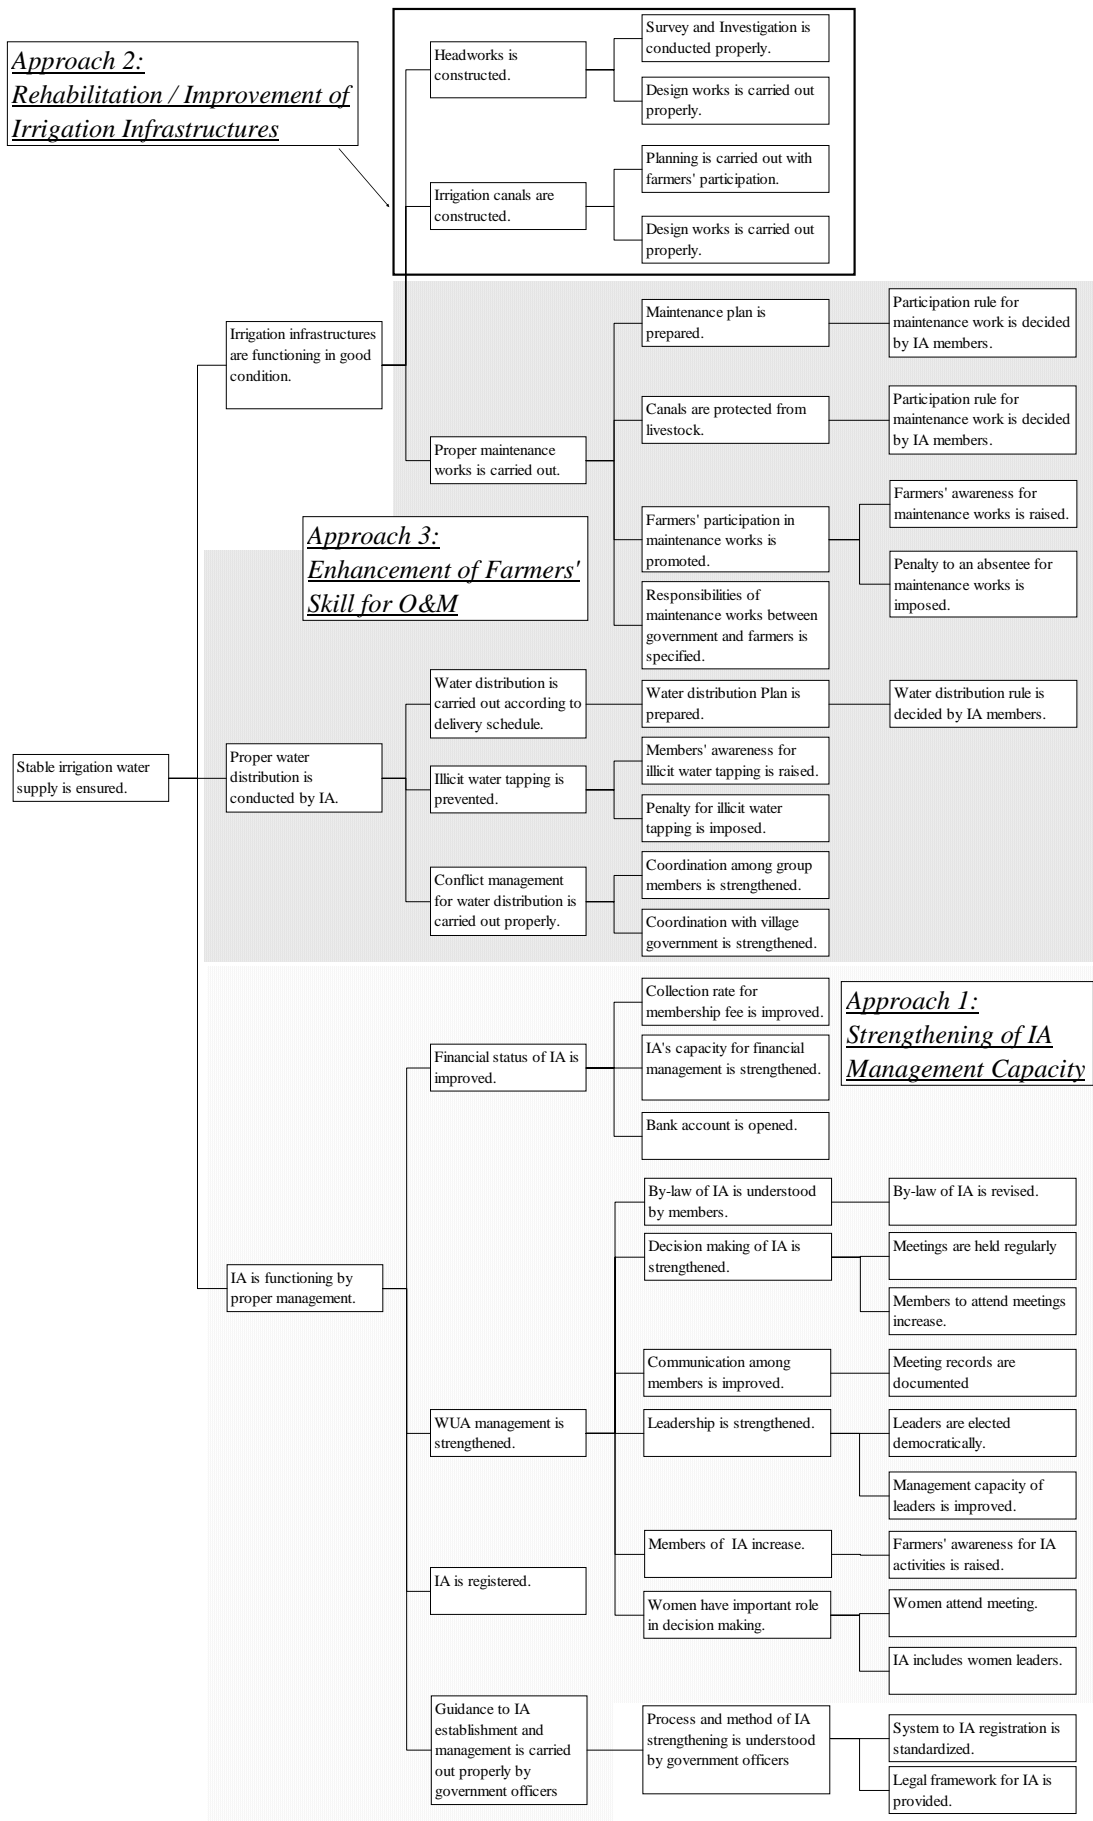 Approach 2:
Rehabilitation / Improvement of
Irrigation Infrastructures
Headworks is
constructed.
Survey and Investigation is
conducted properly.
Design works is carried out
properly.
Irrigation canals are
constructed.
Planning is carried out with
farmers' participation.
Design works is carried out
properly.
Irrigation infrastructures
are functioning in good
condition.
Maintenance plan is
prepared.
Participation rule for
maintenance work is decided
by IA members.
Canals are protected from
livestock.
Participation rule for
maintenance work is decided
by IA members.
Proper maintenance
works is carried out.
Farmers' participation in
maintenance works is
promoted.
Farmers' awareness for
maintenance works is raised.
Penalty to an absentee for
maintenance works is
imposed.
Approach 3:
Enhancement of Farmers'
Skill for O&M
Responsibilities of
maintenance works between
government and farmers is
specified.
Water distribution is
carried out according to
delivery schedule.
Water distribution Plan is
prepared.
Water distribution rule is
decided by IA members.
Stable irrigation water
supply is ensured.
Proper water
distribution is
conducted by IA.
Illicit water tapping is
prevented.
Members' awareness for
illicit water tapping is raised.
Penalty for illicit water
tapping is imposed.
Conflict management
for water distribution is
carried out properly.
Coordination among group
members is strengthened.
Coordination with village
government is strengthened.
Approach 1:
Strengthening of IA
Management Capacity
Financial status of IA is
improved.
Collection rate for
membership fee is improved.
IA's capacity for financial
management is strengthened.
Bank account is opened.
IA is functioning by
proper management.
By-law of IA is understood
by members.
By-law of IA is revised.
Decision making of IA is
strengthened.
Meetings are held regularly
Members to attend meetings
increase.
Communication among
members is improved.
Meeting records are
documented
WUA management is
strengthened.
Leadership is strengthened.
Leaders are elected
democratically.
Management capacity of
leaders is improved.
Members of  IA increase.
Farmers' awareness for IA
activities is raised.
IA is registered.
Women have important role
in decision making.
Women attend meeting.
IA includes women leaders.
Guidance to IA
establishment and
management is carried
out properly by
government officers
Process and method of IA
strengthening is understood
by government officers
System to IA registration is
standardized.
Legal framework for IA is
provided.